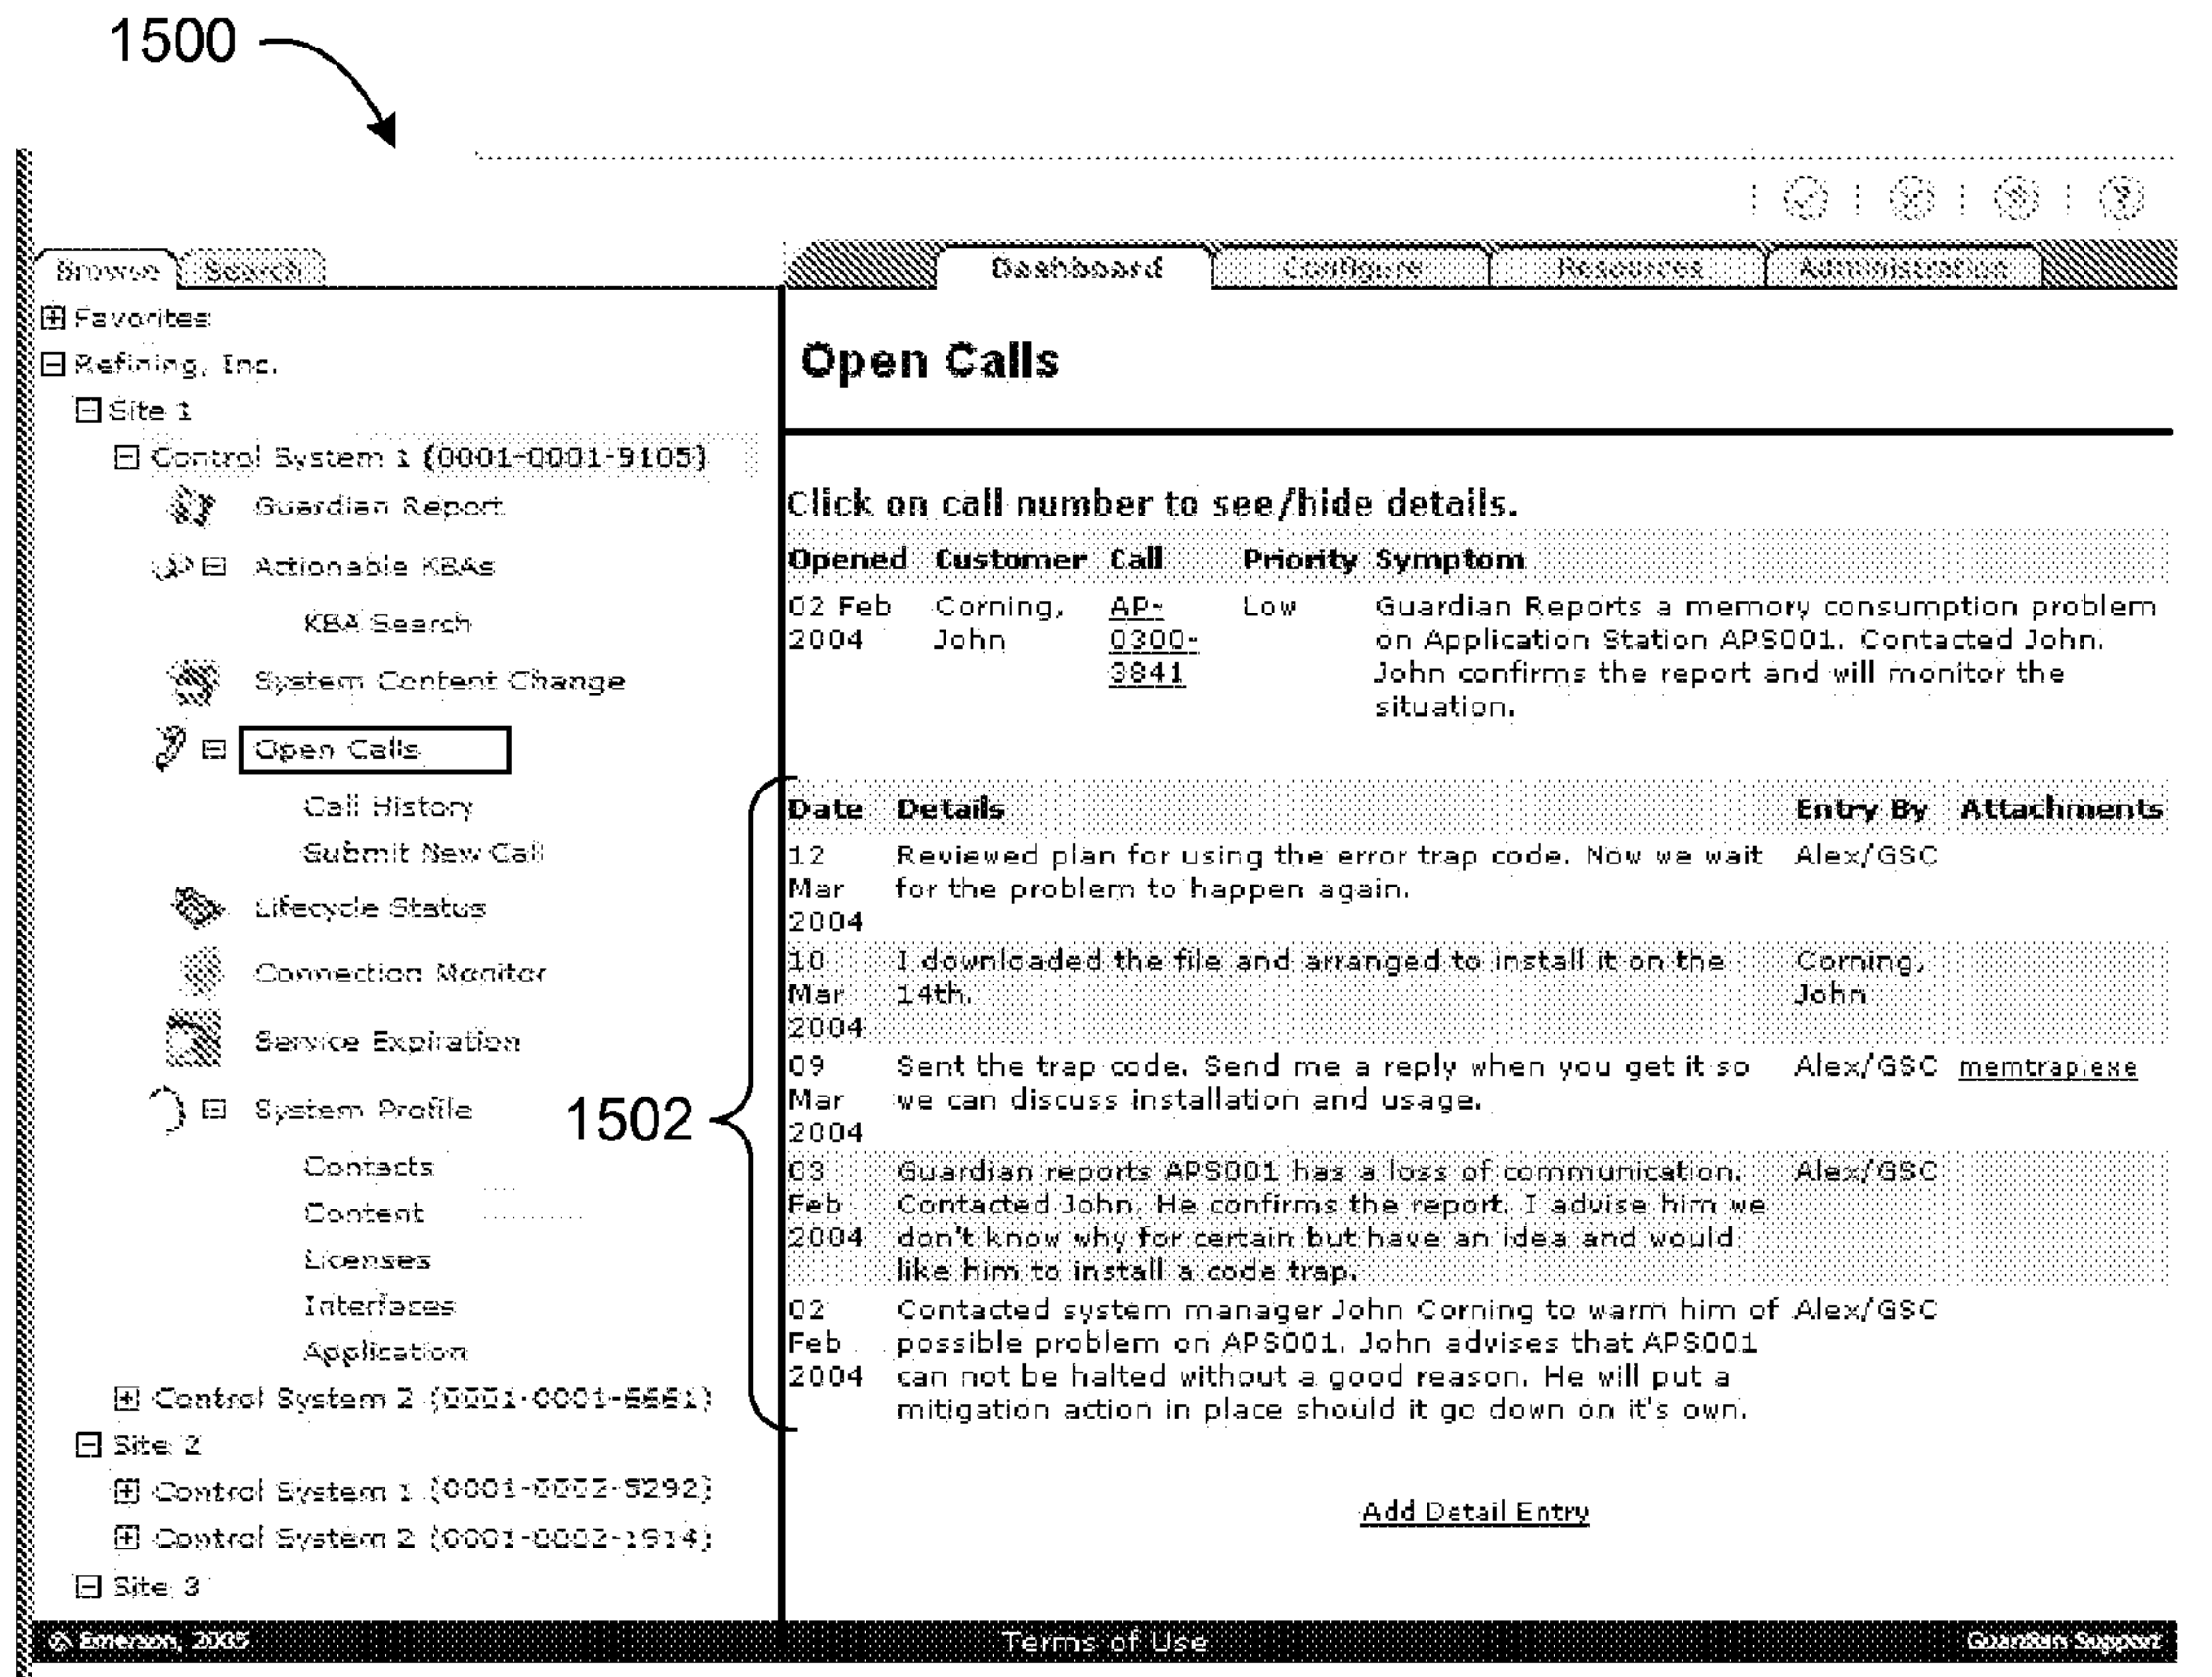 1500
Browse Search
Dashboard Configure Resources Administration
Favorites
Refining, Inc.
Site 1
Control System 1 (0001-0001-9105)
Guardian Report
Actionable KBAs
KBA Search
System Content Change
Open Calls
Call History
Submit New Call
Lifecycle Status
Connection Monitor
Service Expiration
System Profile
Contacts
Content
Licenses
Interfaces
Application
Control System 2 (0001-0001-6661)
Site 2
Control System 1 (0001-0002-5292)
Control System 2 (0001-0002-1914)
Site 3
Open Calls
Click on call number to see/hide details.
Opened Customer Call Priority Symptom
02 Feb Corning, AP- Low Guardian Reports a memory consumption problem
2004 John 0300- on Application Station APS001. Contacted John.
3841 John confirms the report and will monitor the
situation.
1502
Date Details Entry By Attachments
12 Reviewed plan for using the error trap code. Now we wait Alex/GSC
Mar for the problem to happen again.
2004
10 I downloaded the file and arranged to install it on the Corning,
Mar 14th. John
2004
09 Sent the trap code. Send me a reply when you get it so Alex/GSC memtrap.exe
Mar we can discuss installation and usage.
2004
03 Guardian reports APS001 has a loss of communication. Alex/GSC
Feb Contacted John. He confirms the report. I advise him we
2004 don't know why for certain but have an idea and would
like him to install a code trap.
02 Contacted system manager John Corning to warm him of Alex/GSC
Feb possible problem on APS001. John advises that APS001
2004 can not be halted without a good reason. He will put a
mitigation action in place should it go down on it's own.
Add Detail Entry
© Emerson, 2005 Terms of Use Guardian Support